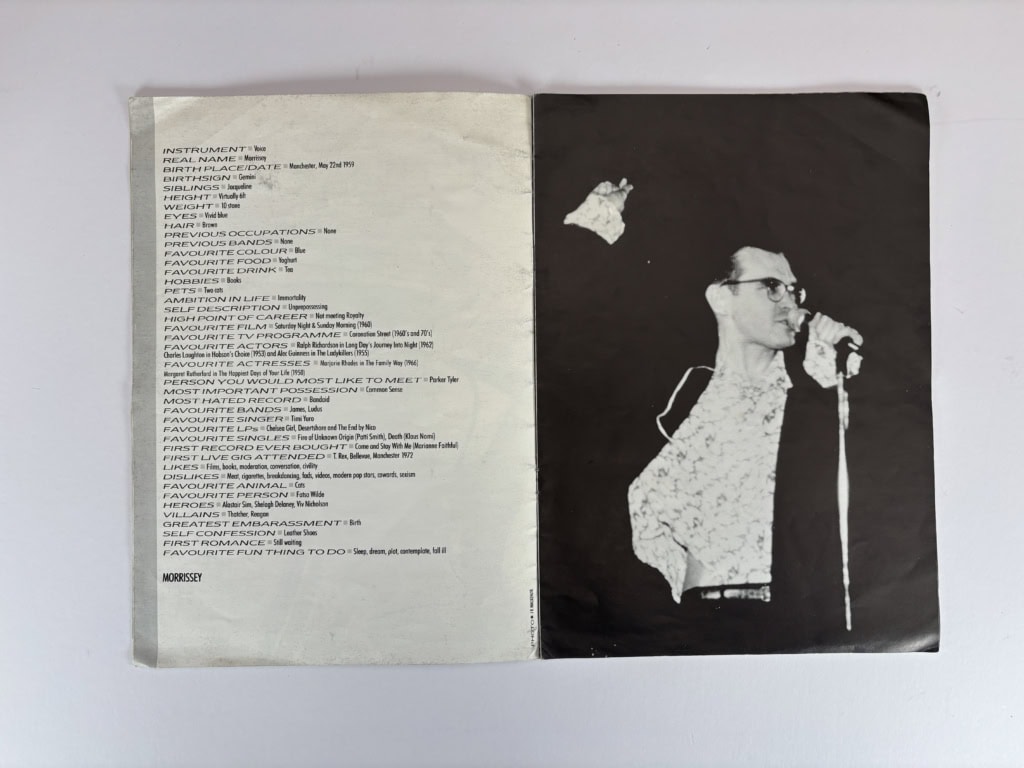 INSTRUMENT ■ Voice
REAL NAME ■ Morrissey
BIRTH PLACE/DATE ■ Manchester, May 22nd 1959
BIRTHSIGN ■ Gemini
SIBLINGS ■ Jacqueline
HEIGHT ■ Virtually 6ft
WEIGHT ■ 10 stone
EYES ■ Vivid blue
HAIR ■ Brown
PREVIOUS OCCUPATIONS ■ None
PREVIOUS BANDS ■ None
FAVOURITE COLOUR ■ Blue
FAVOURITE FOOD ■ Yoghurt
FAVOURITE DRINK ■ Tea
HOBBIES ■ Books
PETS ■ Two cats
AMBITION IN LIFE ■ Immortality
SELF DESCRIPTION ■ Unprepossessing
HIGH POINT OF CAREER ■ Not meeting Royalty
FAVOURITE FILM ■ Saturday Night & Sunday Morning (1960)
FAVOURITE TV PROGRAMME ■ Coronation Street (1960's and 70's)
FAVOURITE ACTORS ■ Ralph Richardson in Long Day's Journey Into Night (1962)
Charles Laughton in Hobson's Choice (1953) and Alec Guinness in The Ladykillers (1955)
FAVOURITE ACTRESSES ■ Marjorie Rhodes in The Family Way (1966)
Margaret Rutherford in The Happiest Days of Your Life (1950)
PERSON YOU WOULD MOST LIKE TO MEET ■ Parker Tyler
MOST IMPORTANT POSSESSION ■ Common Sense
MOST HATED RECORD ■ Bandaid
FAVOURITE BANDS ■ James, Ludus
FAVOURITE SINGER ■ Timi Yuro
FAVOURITE LPs ■ Chelsea Girl, Desertshore and The End by Nico
FAVOURITE SINGLES ■ Fire of Unknown Origin (Patti Smith), Death (Klaus Nomi)
FIRST RECORD EVER BOUGHT ■ Come and Stay With Me (Marianne Faithful)
FIRST LIVE GIG ATTENDED ■ T. Rex, Bellevue, Manchester 1972
LIKES ■ Films, books, moderation, conversation, civility
DISLIKES ■ Meat, cigarettes, breakdancing, fads, videos, modern pop stars, cowards, sexism
FAVOURITE ANIMAL ■ Cats
FAVOURITE PERSON ■ Fatso Wilde
HEROES ■ Alastair Sim, Shelagh Delaney, Viv Nicholson
VILLAINS ■ Thatcher, Reagan
GREATEST EMBARASSMENT ■ Birth
SELF CONFESSION ■ Leather Shoes
FIRST ROMANCE ■ Still waiting
FAVOURITE FUN THING TO DO ■ Sleep, dream, plot, contemplate, fall ill
MORRISSEY
PHOTO ■